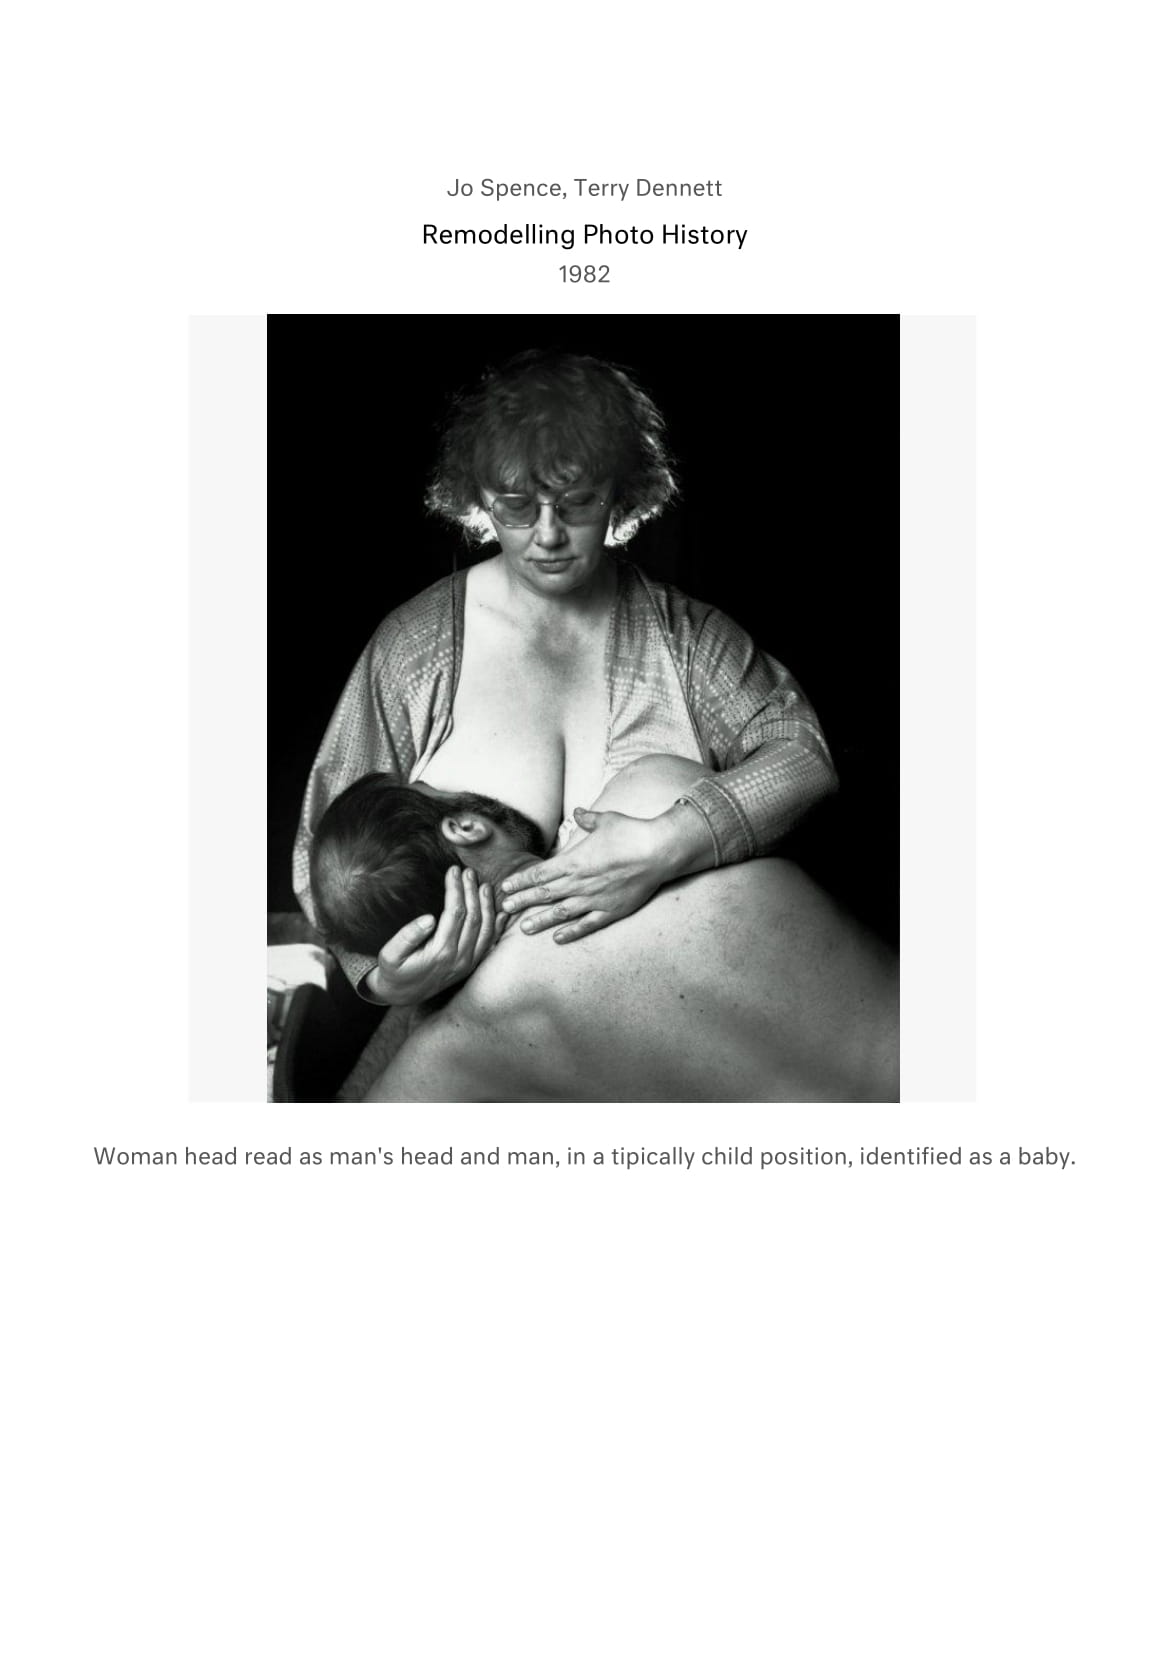 Jo Spence, Terry Dennett
Remodelling Photo History
1982
Woman head read as man's head and man, in a tipically child position, identified as a baby.